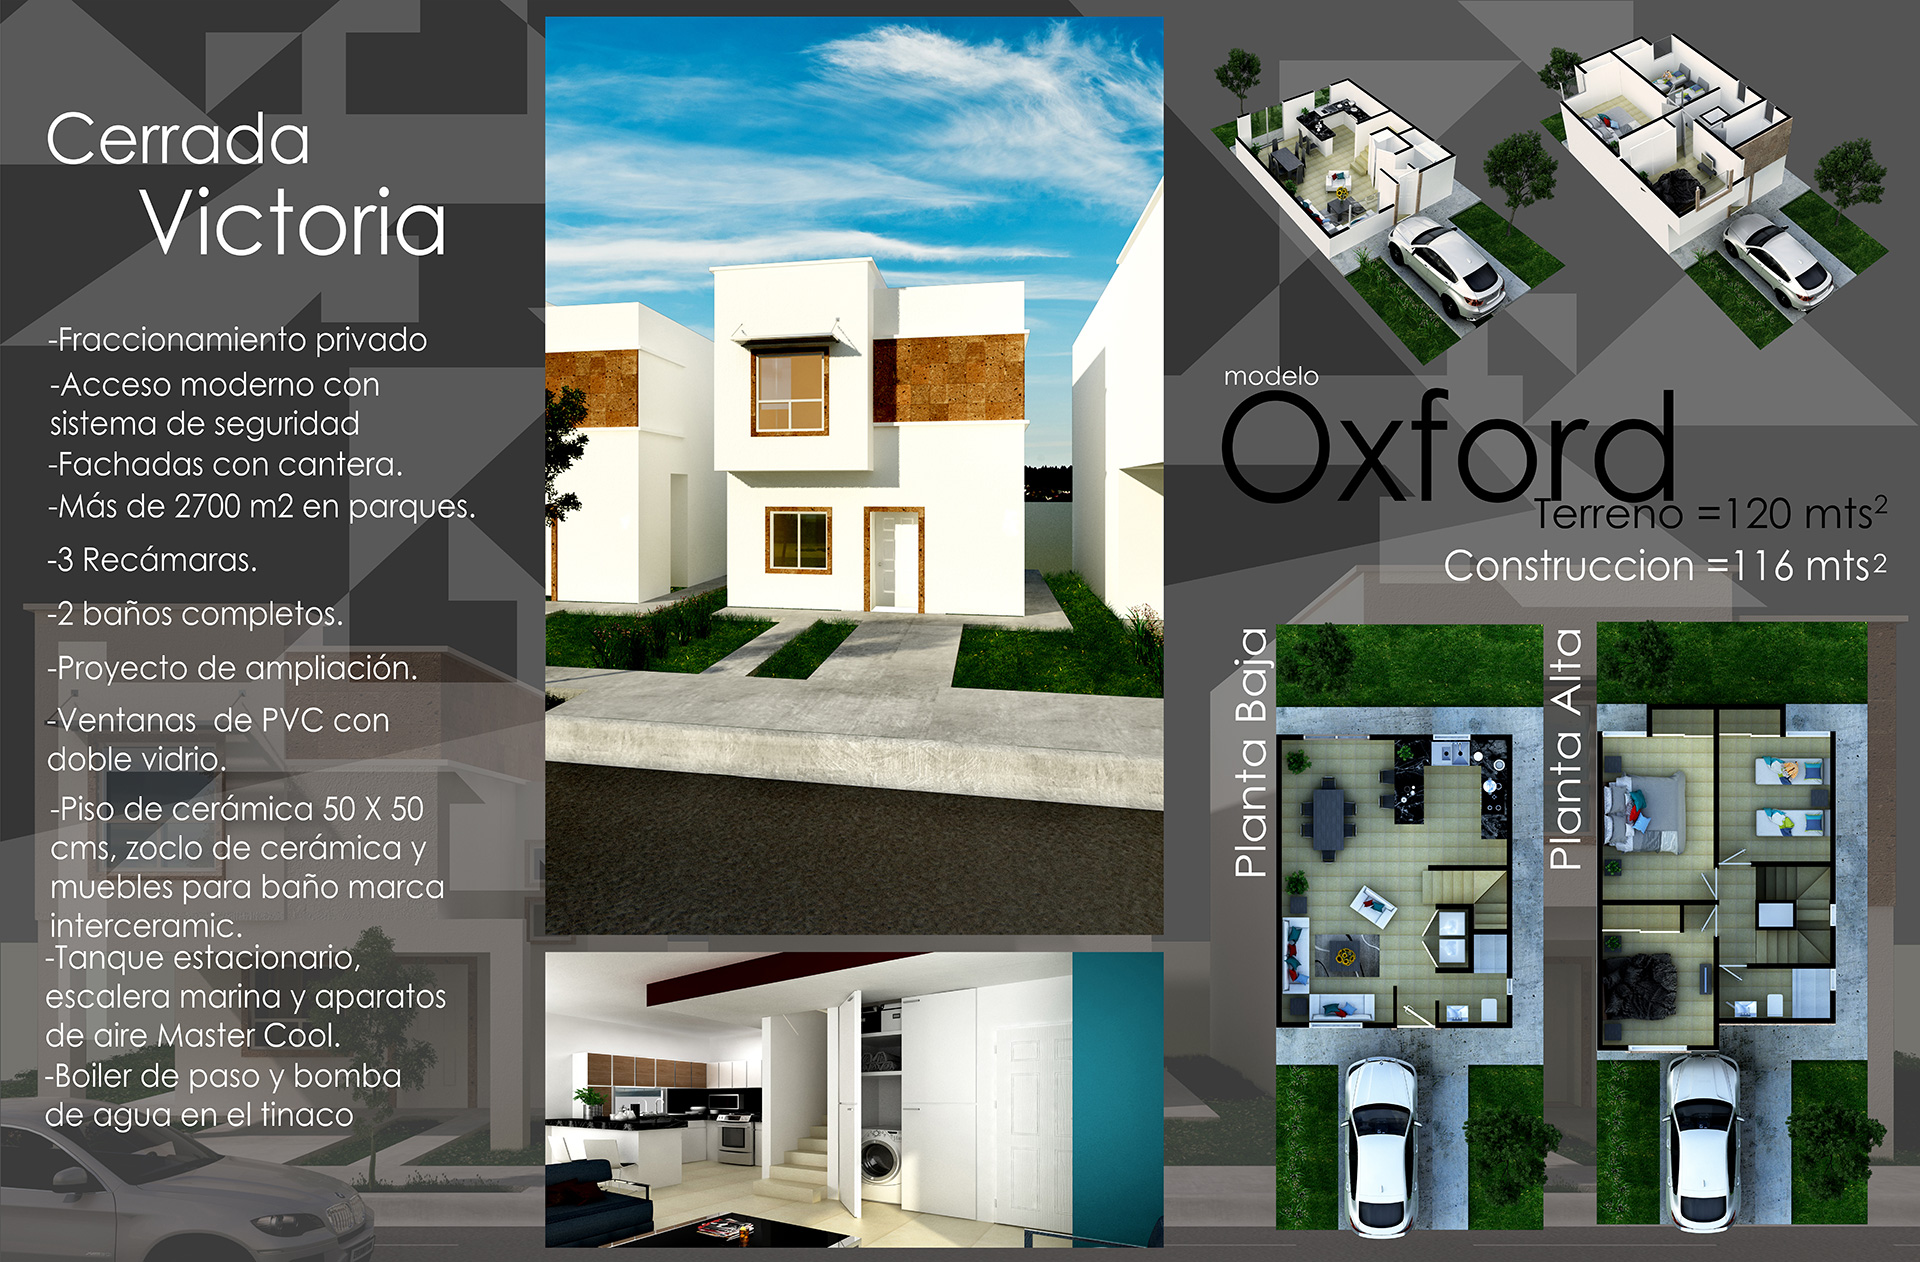 Cerrada
Victoria
-Fraccionamiento privado
-Acceso moderno con
sistema de seguridad
-Fachadas con cantera.
-Más de 2700 m2 en parques.
-3 Recámaras.
-2 baños completos.
-Proyecto de ampliación.
-Ventanas  de PVC con
doble vidrio.
-Piso de cerámica 50 X 50
cms, zoclo de cerámica y
muebles para baño marca
interceramic.
-Tanque estacionario,
escalera marina y aparatos
de aire Master Cool.
-Boiler de paso y bomba
de agua en el tinaco
modelo
Oxford
Terreno =120 mts²
Construccion =116 mts²
Planta Baja
Planta Alta